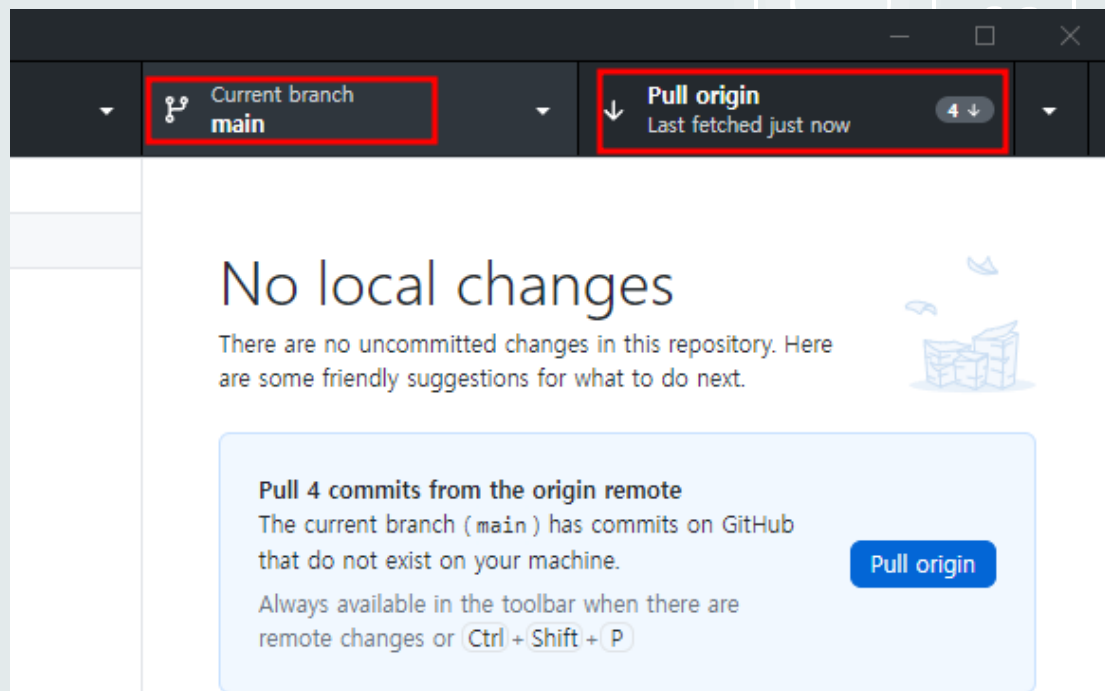 Current branch
main
Pull origin
Last fetched just now
4
No local changes
There are no uncommitted changes in this repository. Here
are some friendly suggestions for what to do next.
Pull 4 commits from the origin remote
The current branch (main) has commits on GitHub
that do not exist on your machine.
Pull origin
Always available in the toolbar when there are
remote changes or Ctrl + Shift + P